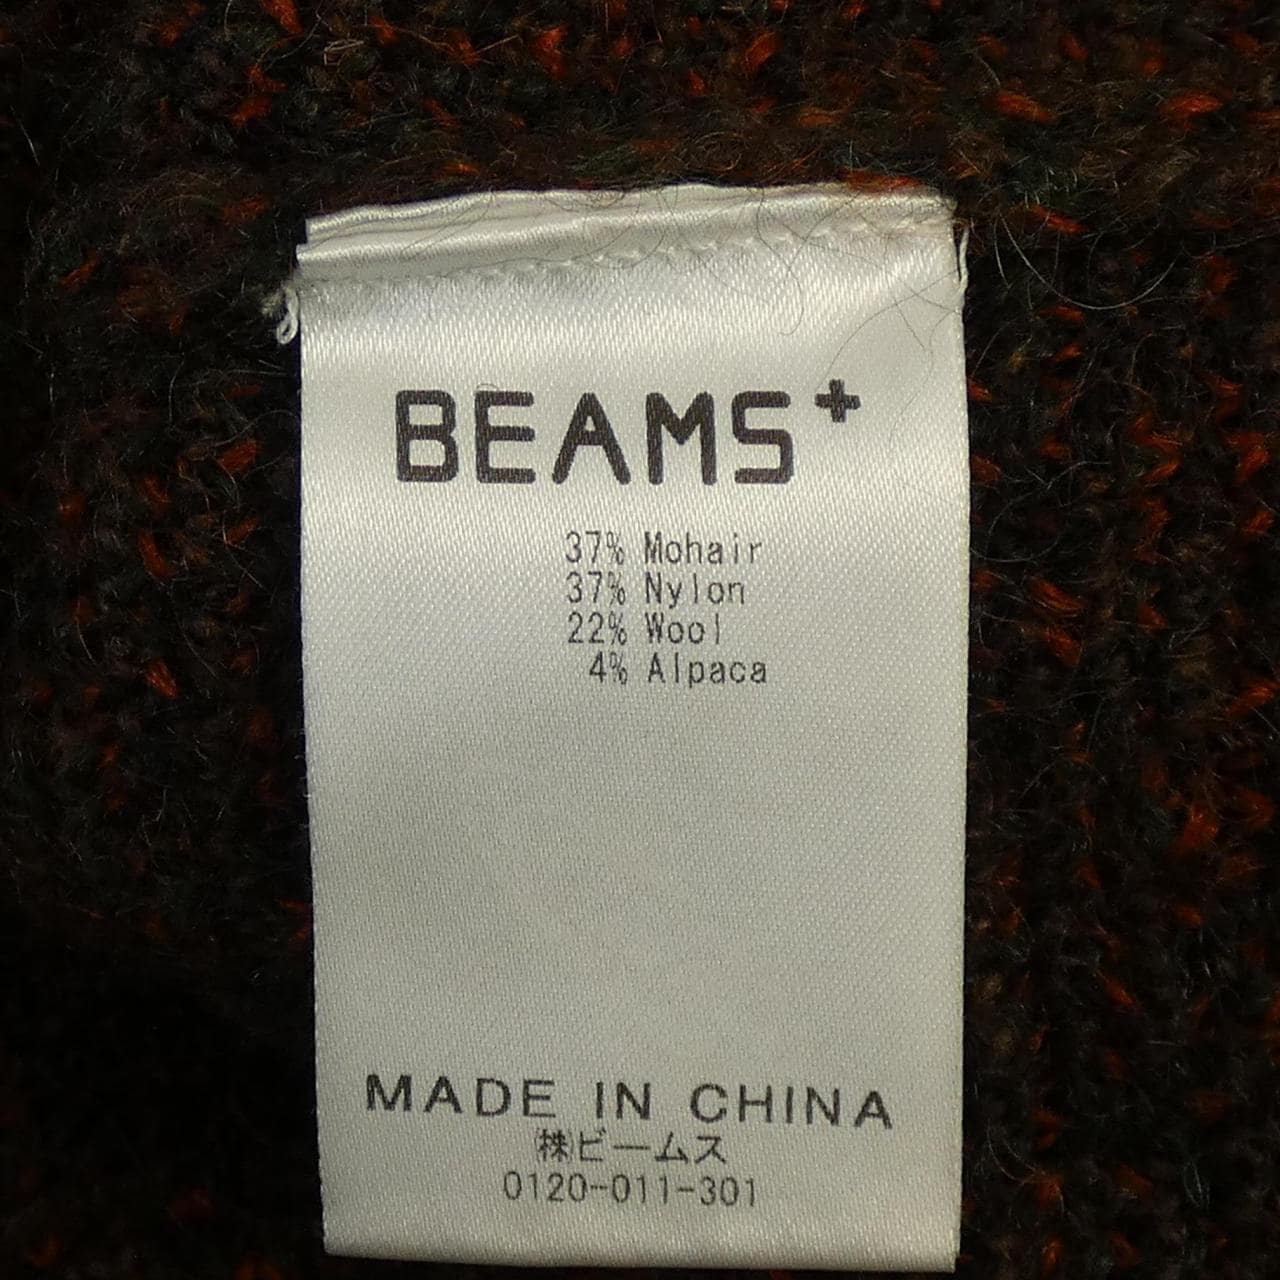 BEAMS+
37% Mohair
37% Nylon
22% Wool
4% Alpaca
MADE IN CHINA
㈱ビームス
0120-011-301